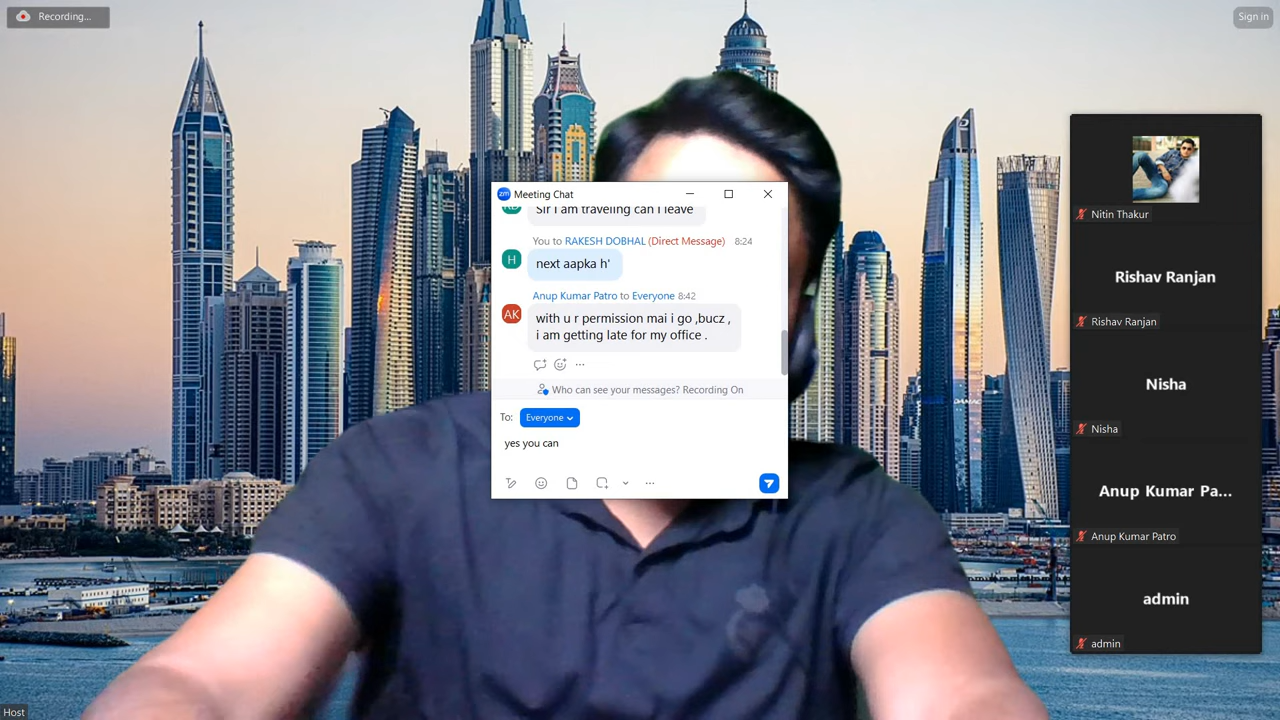 Recording...
Sign in
zm Meeting Chat
Sir I am traveling can I leave
You to RAKESH DOBHAL (Direct Message) 8:24
H
next aapka h'
Anup Kumar Patro to Everyone 8:42
AK
with u r permission mai i go ,bucz ,
i am getting late for my office .
Who can see your messages? Recording On
To: Everyone
yes you can
Nitin Thakur
Rishav Ranjan
Rishav Ranjan
Nisha
Nisha
Anup Kumar Pa...
Anup Kumar Patro
admin
admin
Host